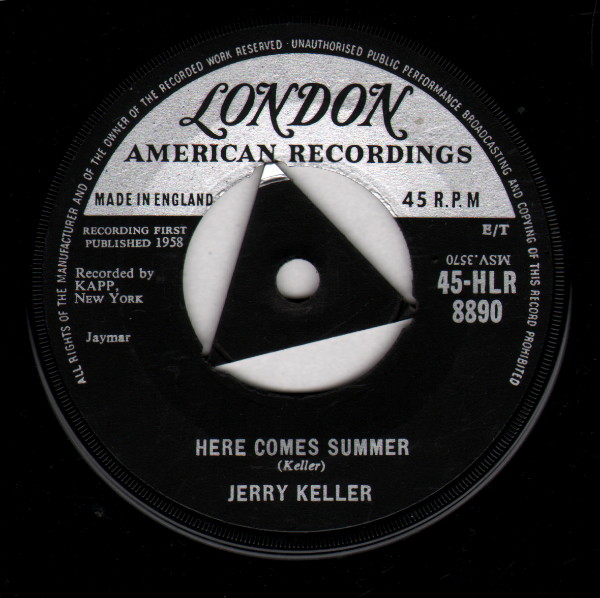 ALL RIGHTS OF THE MANUFACTURER AND OF THE OWNER OF THE RECORDED WORK RESERVED · UNAUTHORISED PUBLIC PERFORMANCE BROADCASTING AND COPYING OF THIS RECORD PROHIBITED
LONDON
AMERICAN RECORDINGS
MADE IN ENGLAND
45 R.P.M
RECORDING FIRST
PUBLISHED 1958
E/T
MSV.3570
Recorded by
KAPP,
NEW YORK
45-HLR
8890
Jaymar
HERE COMES SUMMER
(Keller)
JERRY KELLER